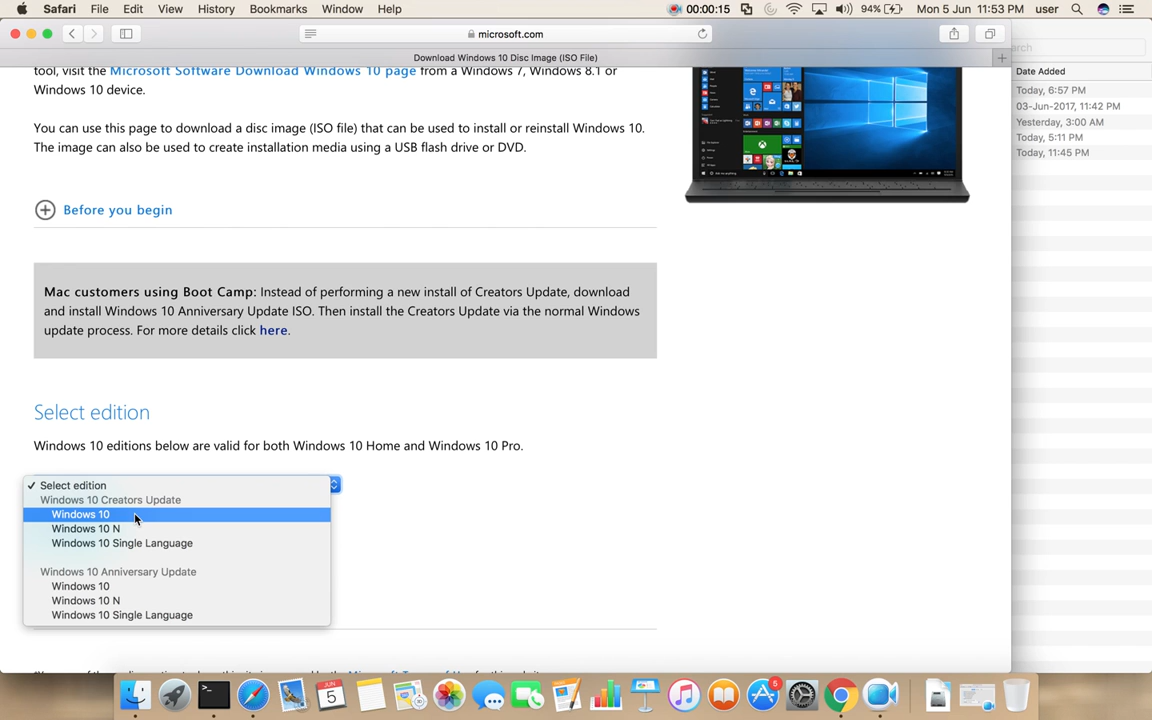 Safari File Edit View History Bookmarks Window Help 00:00:15 94% Mon 5 Jun 11:53 PM user
microsoft.com
Download Windows 10 Disc Image (ISO File)
arch
tool, visit the Microsoft Software Download Windows 10 page from a Windows 7, Windows 8.1 or
Windows 10 device.
You can use this page to download a disc image (ISO file) that can be used to install or reinstall Windows 10.
The image can also be used to create installation media using a USB flash drive or DVD.
Before you begin
Mac customers using Boot Camp: Instead of performing a new install of Creators Update, download
and install Windows 10 Anniversary Update ISO. Then install the Creators Update via the normal Windows
update process. For more details click here.
Select edition
Windows 10 editions below are valid for both Windows 10 Home and Windows 10 Pro.
✓ Select edition
Windows 10 Creators Update
Windows 10
Windows 10 N
Windows 10 Single Language
Windows 10 Anniversary Update
Windows 10
Windows 10 N
Windows 10 Single Language
Date Added
Today, 6:57 PM
03-Jun-2017, 11:42 PM
Yesterday, 3:00 AM
Today, 5:11 PM
Today, 11:45 PM
JUN
5
5